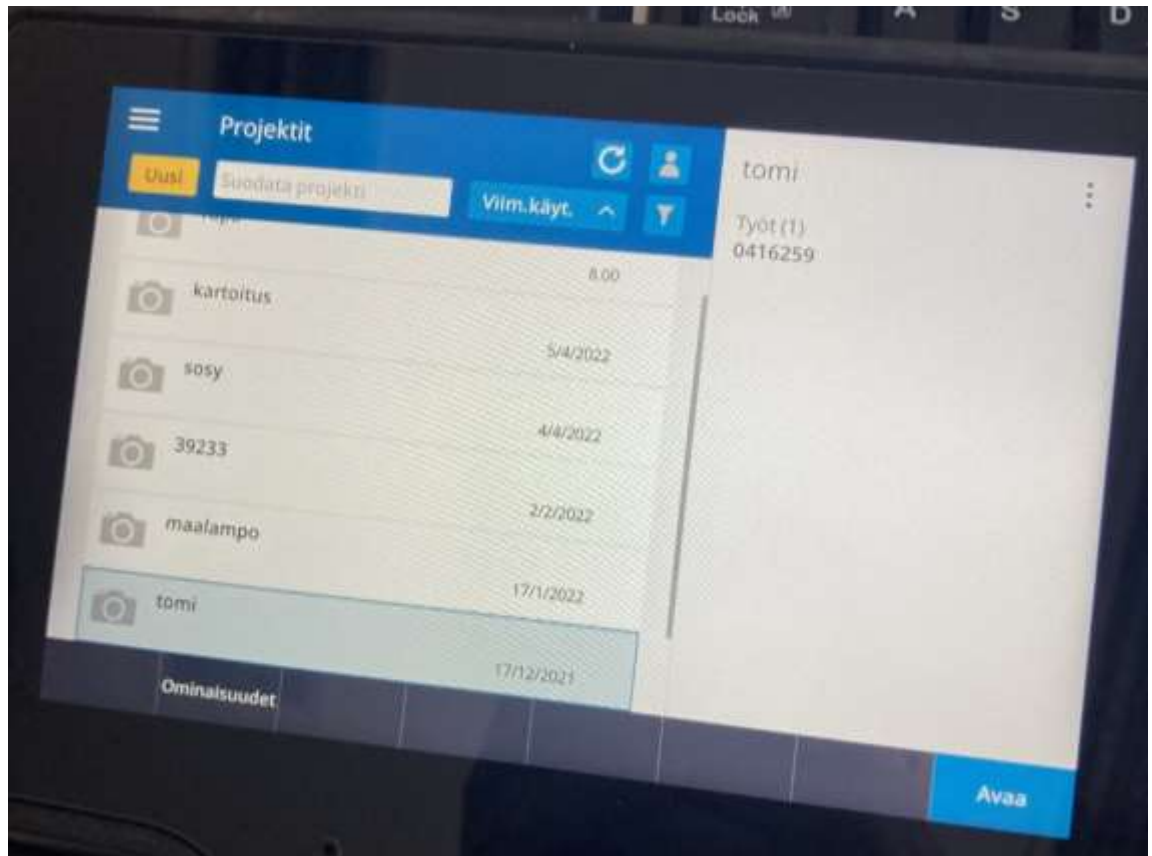 Lock A S D
Projektit
Uusi
Suodata projekti
Viim.käyt.
8.00
kartoitus
5/4/2022
sosy
4/4/2022
39233
2/2/2022
maalampo
17/1/2022
tomi
17/12/2021
Ominaisuudet
tomi
Työt (1)
0416259
Avaa